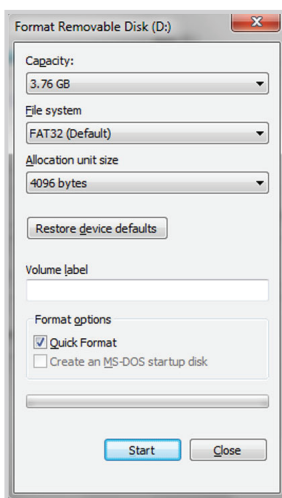 Format Removable Disk (D:)
Capacity:
3.76 GB
File system
FAT32 (Default)
Allocation unit size
4096 bytes
Restore device defaults
Volume label
Format options
Quick Format
Create an MS-DOS startup disk
Start Close